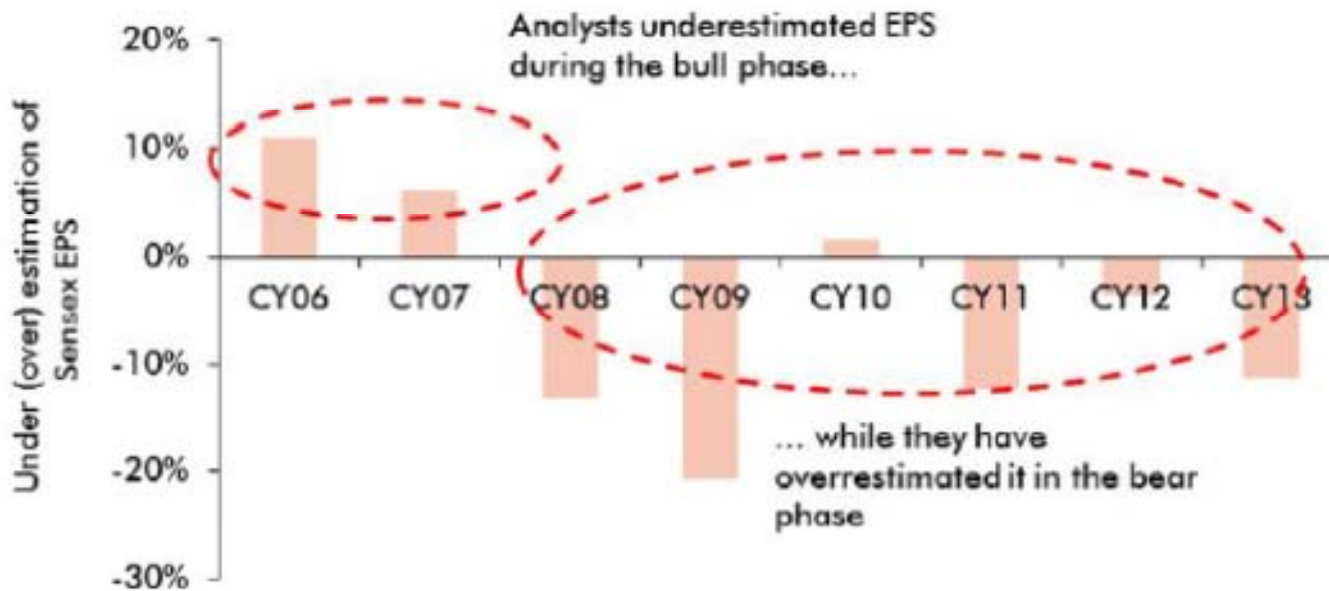 Analysts underestimated EPS
during the bull phase...
Under (over) estimation of
Sensex EPS
20%
10%
0%
-10%
-20%
-30%
CY06 CY07 CY08 CY09 CY10 CY11 CY12 CY13
... while they have
overrestimated it in the bear
phase